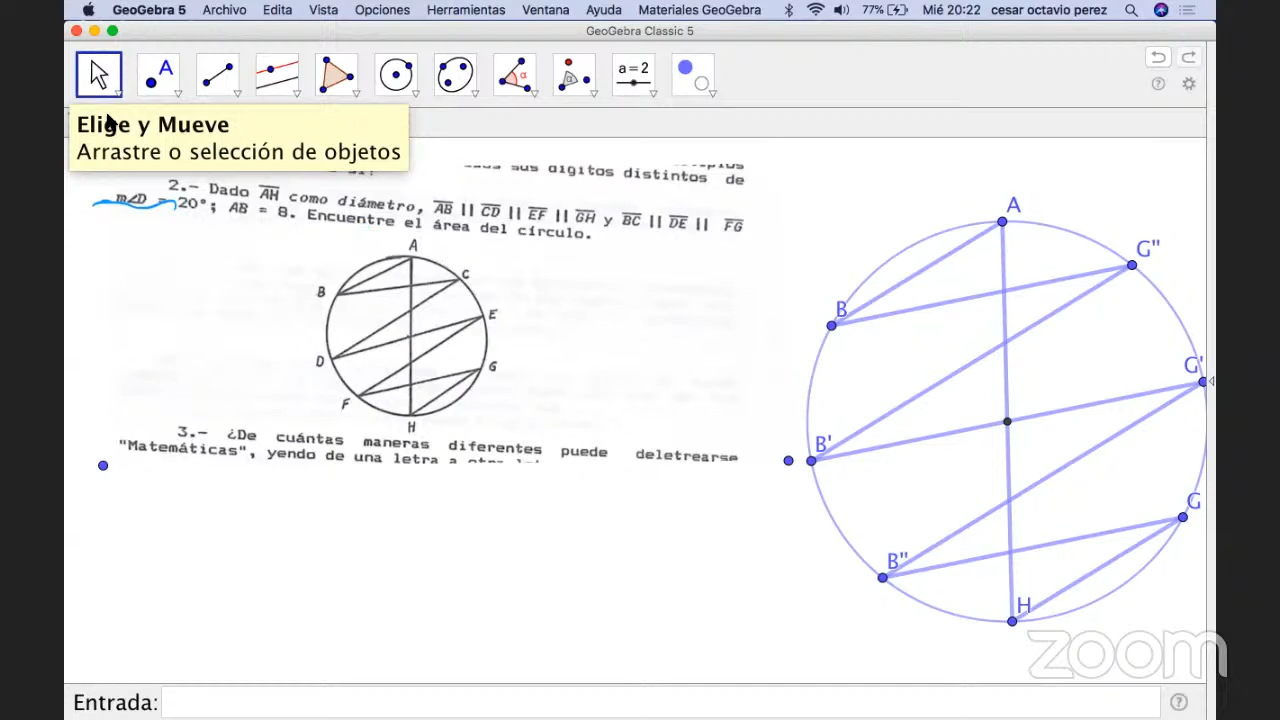 GeoGebra 5 Archivo Edita Vista Opciones Herramientas Ventana Ayuda Materiales GeoGebra 77% Mié 20:22 cesar octavio perez
GeoGebra Classic 5
A
α
α
a=2
Elige y Mueve
Arrastre o selección de objetos
sus dígitos distintos de
2.- Dado AH como diámetro, AB || CD || EF || GH y BC || DE || FG
m∠D = 20°; AB = 8. Encuentre el área del círculo.
A
B
C
E
D
G
F
H
3.- ¿De cuántas maneras diferentes puede deletrearse
"Matemáticas", yendo de una letra a otra
A
G''
B
G'
B'
G
B''
H
zoom
Entrada: